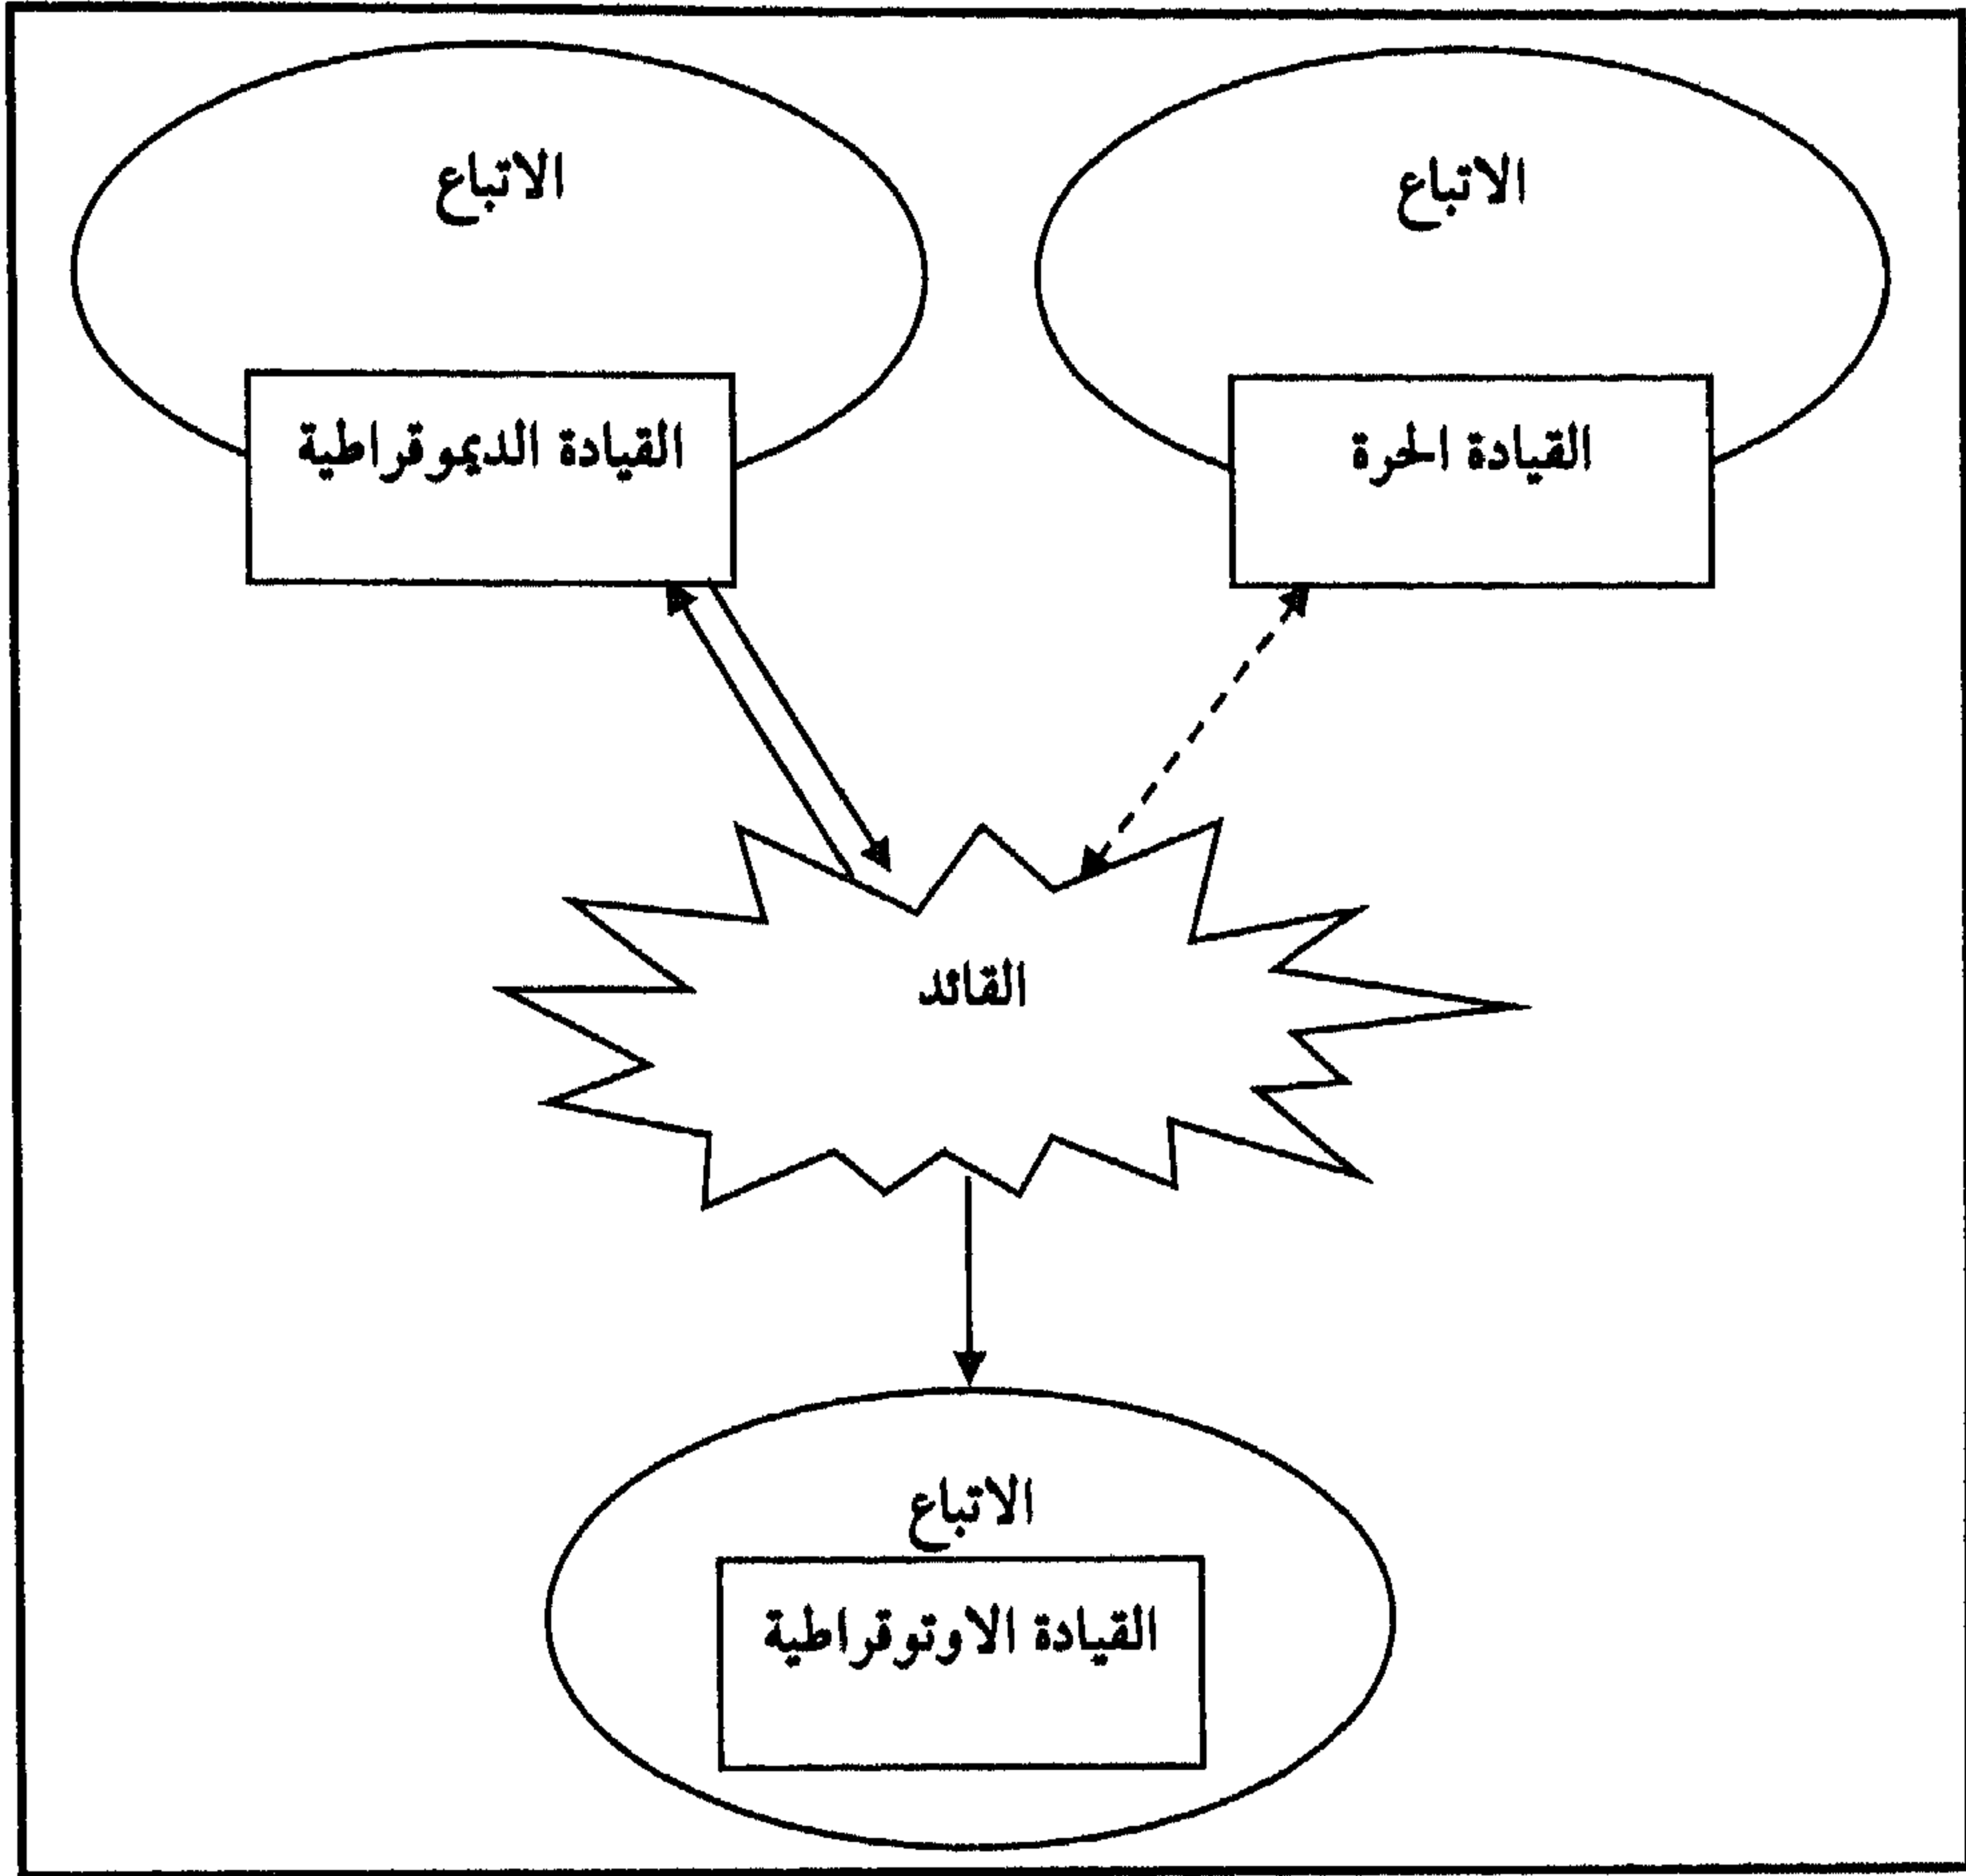 الاتباع
القيادة الحرة
الاتباع
القيادة الديموقراطية
القائد
الاتباع
القيادة الاوتوقراطية